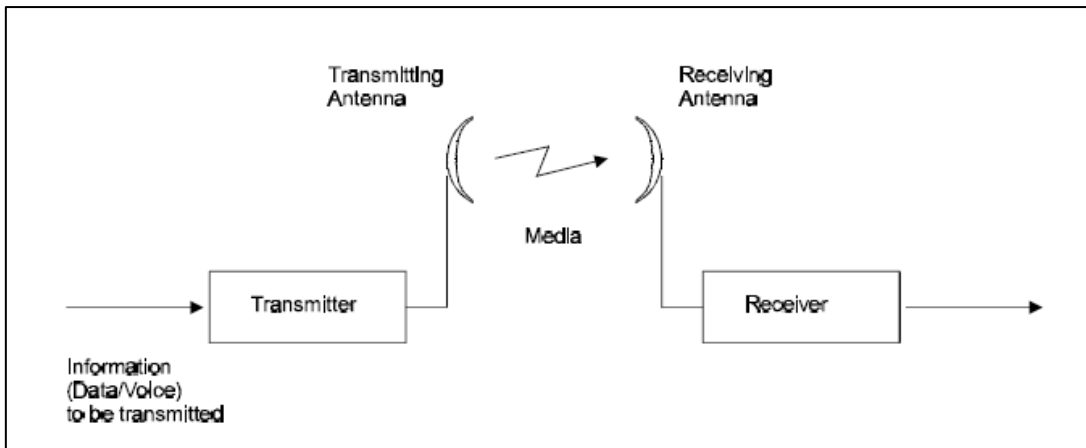 Transmitting
Antenna
Receiving
Antenna
Media
Transmitter
Receiver
Information
(Data/Voice)
to be transmitted